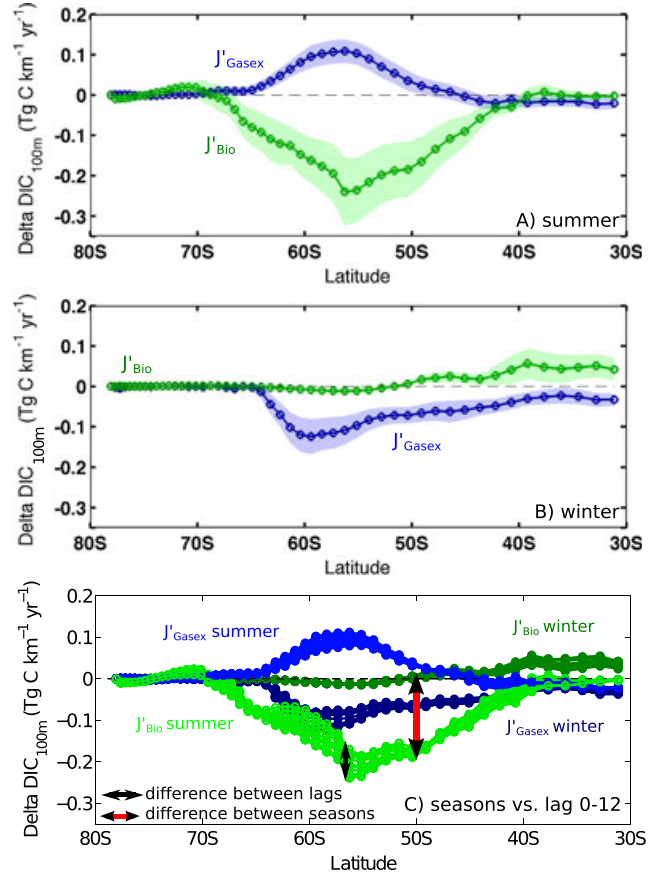 0.2
0.1
0
-0.1
-0.2
-0.3
Delta DIC100m (Tg C km-1 yr-1)
J'Gasex
J'Bio
A) summer
80S 70S 60S 50S 40S 30S
Latitude
0.2
0.1
0
-0.1
-0.2
-0.3
Delta DIC100m (Tg C km-1 yr-1)
J'Bio
J'Gasex
B) winter
80S 70S 60S 50S 40S 30S
Latitude
0.2
0.1
0
−0.1
−0.2
−0.3
Delta DIC100m (Tg C km−1 yr−1)
J'Gasex summer
J'Bio winter
J'Bio summer
J'Gasex winter
difference between lags
difference between seasons
C) seasons vs. lag 0-12
80S 70S 60S 50S 40S 30S
Latitude